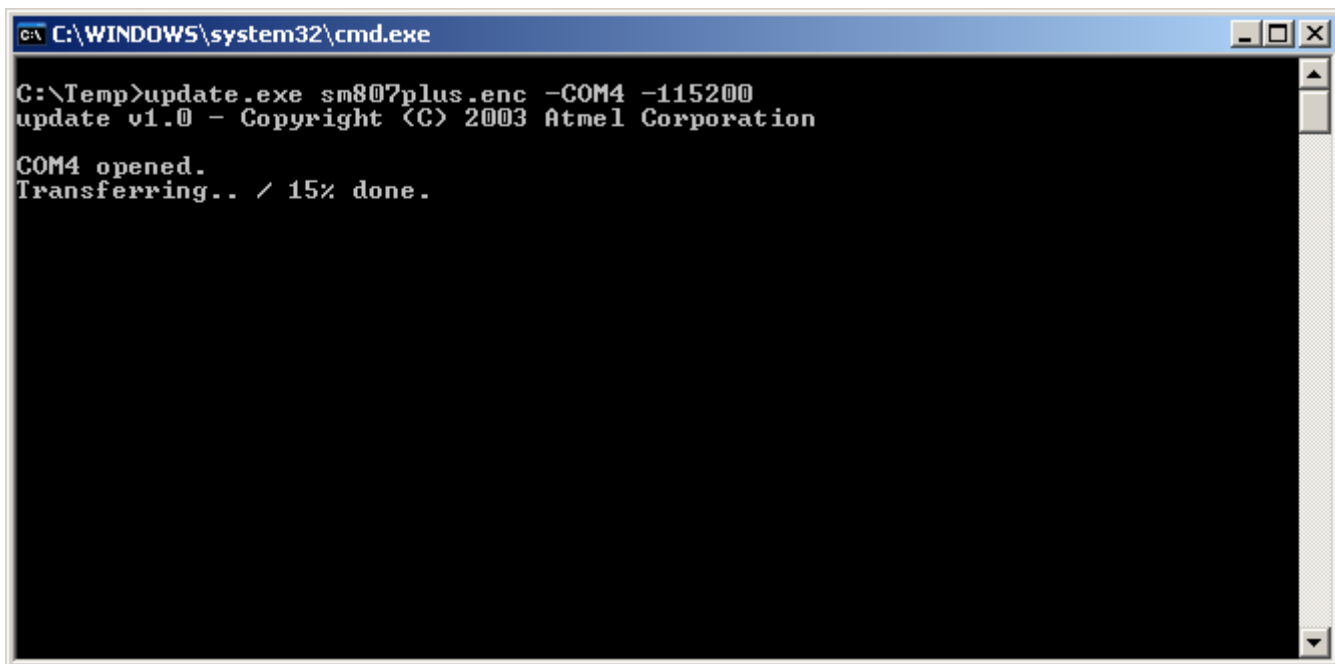 C:\WINDOWS\system32\cmd.exe
C:\Temp>update.exe sm807plus.enc -COM4 -115200
update v1.0 - Copyright (C) 2003 Atmel Corporation
COM4 opened.
Transferring.. / 15% done.